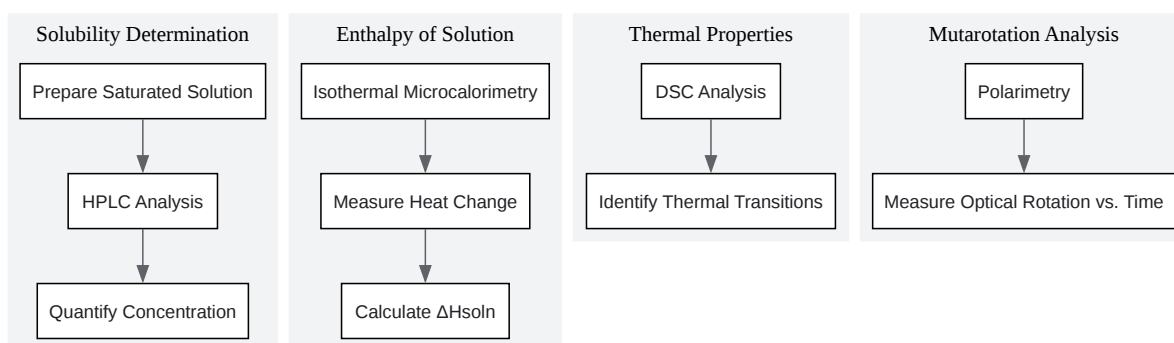 Solubility Determination
Prepare Saturated Solution
HPLC Analysis
Quantify Concentration
Enthalpy of Solution
Isothermal Microcalorimetry
Measure Heat Change
Calculate ΔHsoln
Thermal Properties
DSC Analysis
Identify Thermal Transitions
Mutarotation Analysis
Polarimetry
Measure Optical Rotation vs. Time